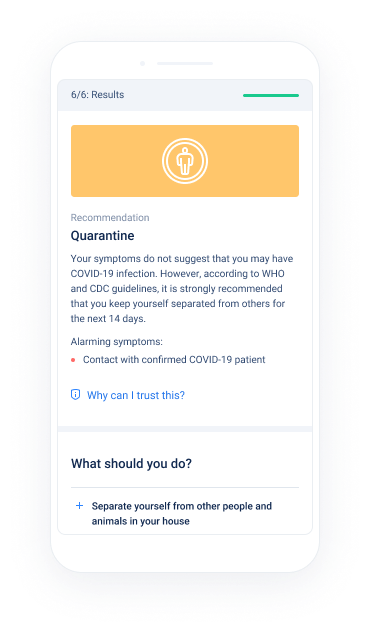 6/6: Results
Recommendation
Quarantine
Your symptoms do not suggest that you may have
COVID-19 infection. However, according to WHO
and CDC guidelines, it is strongly recommended
that you keep yourself separated from others for
the next 14 days.
Alarming symptoms:
Contact with confirmed COVID-19 patient
Why can I trust this?
What should you do?
Separate yourself from other people and
animals in your house